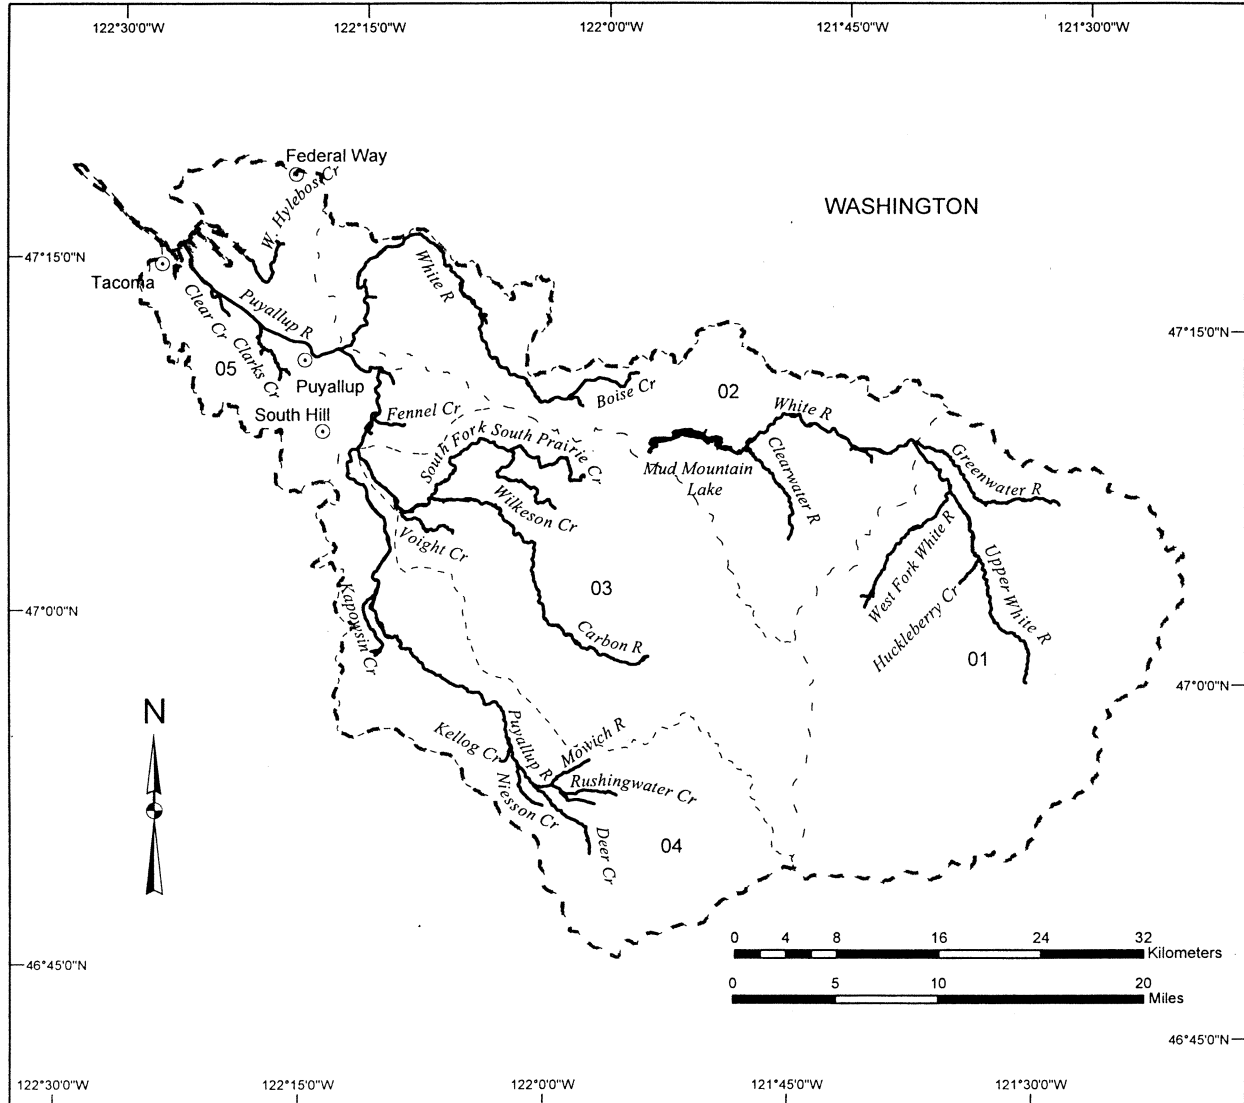 122°30'0"W 122°15'0"W 122°0'0"W 121°45'0"W 121°30'0"W
Federal Way
W. Hylebos Cr
WASHINGTON
47°15'0"N
White R
Tacoma
Clear Cr
Puyallup R
47°15'0"N
05
Clarks Cr
Puyallup
Boise Cr
02
South Hill
Fennel Cr
White R
South Fork South Prairie Cr
Mud Mountain
Lake
Clearwater R
Greenwater R
Wilkeson Cr
Voight Cr
West Fork White R
Upper White R
03
47°0'0"N
Kapowsin Cr
Huckleberry Cr
Carbon R
01
47°0'0"N
N
Kellog Cr
Puyallup R
Mowich R
Rushingwater Cr
Niesson Cr
Deer Cr
04
0 4 8 16 24 32
Kilometers
46°45'0"N
0 5 10 20
Miles
46°45'0"N
122°30'0"W 122°15'0"W 122°0'0"W 121°45'0"W 121°30'0"W